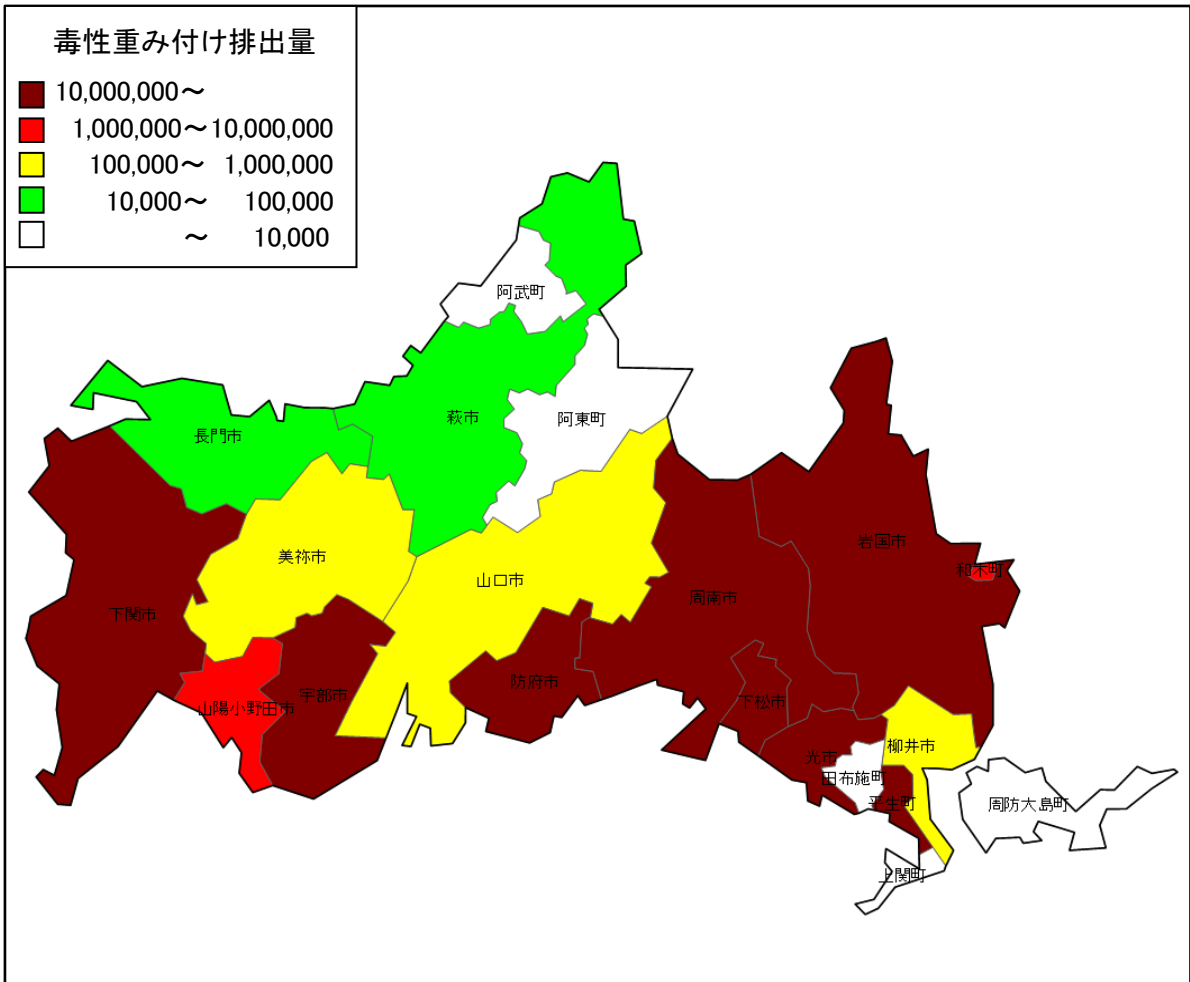 毒性重み付け排出量
10,000,000～
1,000,000～10,000,000
100,000～ 1,000,000
10,000～ 100,000
～ 10,000
阿武町
萩市
阿東町
長門市
岩国市
美祢市
和木町
山口市
周南市
下関市
防府市
宇部市
下松市
山陽小野田市
柳井市
光市
田布施町
平生町
周防大島町
上関町